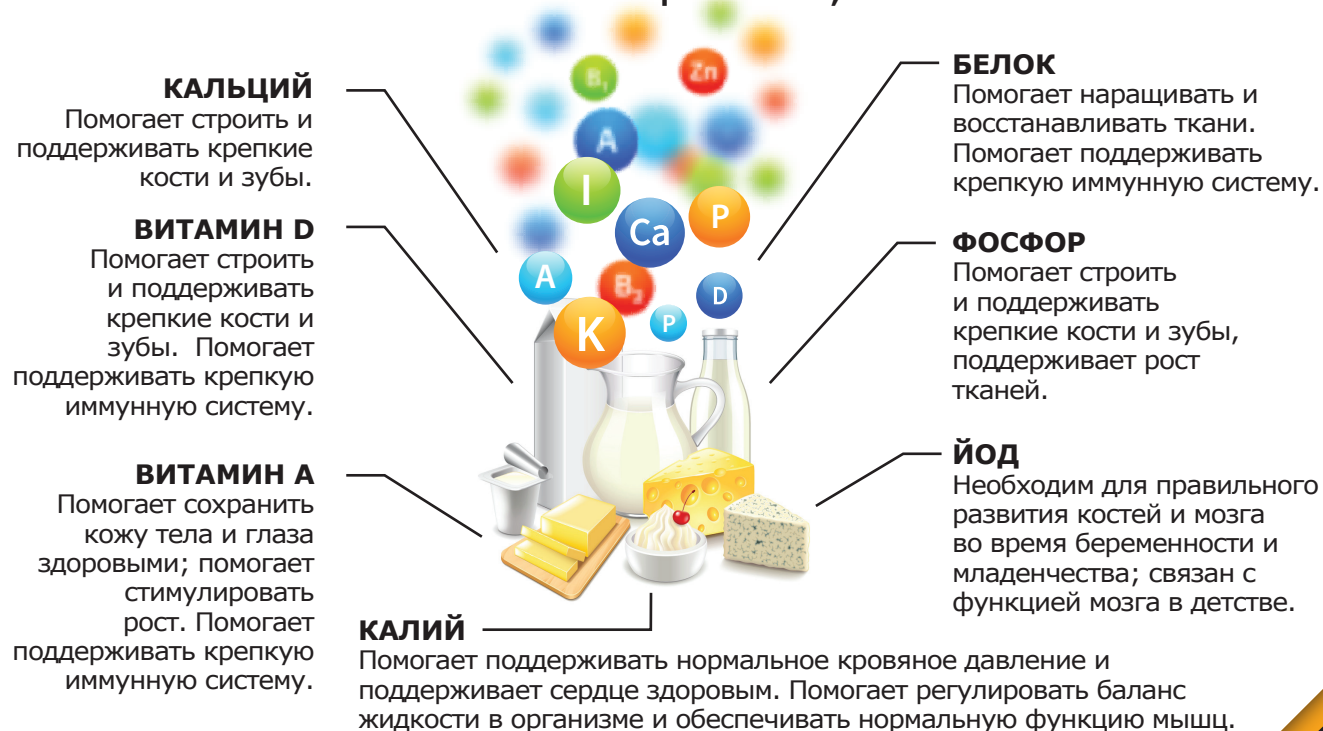 КАЛЬЦИЙ
Помогает строить и
поддерживать крепкие
кости и зубы.
ВИТАМИН D
Помогает строить
и поддерживать
крепкие кости и
зубы. Помогает
поддерживать крепкую
иммунную систему.
ВИТАМИН А
Помогает сохранить
кожу тела и глаза
здоровыми; помогает
стимулировать
рост. Помогает
поддерживать крепкую
иммунную систему.
B1
Zn
A
I
Ca
P
A
B2
D
K
P
БЕЛОК
Помогает наращивать и
восстанавливать ткани.
Помогает поддерживать
крепкую иммунную систему.
ФОСФОР
Помогает строить
и поддерживать
крепкие кости и зубы,
поддерживает рост
тканей.
ЙОД
Необходим для правильного
развития костей и мозга
во время беременности и
младенчества; связан с
функцией мозга в детстве.
КАЛИЙ
Помогает поддерживать нормальное кровяное давление и
поддерживает сердце здоровым. Помогает регулировать баланс
жидкости в организме и обеспечивать нормальную функцию мышц.